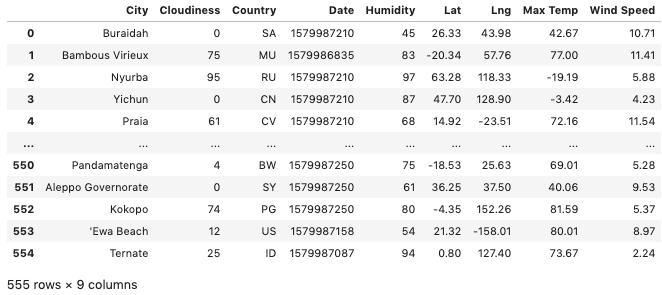 City Cloudiness Country Date Humidity Lat Lng Max Temp Wind Speed
0 Buraidah 0 SA 1579987210 45 26.33 43.98 42.67 10.71
1 Bambous Virieux 75 MU 1579986835 83 -20.34 57.76 77.00 11.41
2 Nyurba 95 RU 1579987210 97 63.28 118.33 -19.19 5.88
3 Yichun 0 CN 1579987210 87 47.70 128.90 -3.42 4.23
4 Praia 61 CV 1579987210 68 14.92 -23.51 72.16 11.54
... ... ... ... ... ... ... ... ... ...
550 Pandamatenga 4 BW 1579987250 75 -18.53 25.63 69.01 5.28
551 Aleppo Governorate 0 SY 1579987250 61 36.25 37.50 40.06 9.53
552 Kokopo 74 PG 1579987250 80 -4.35 152.26 81.59 5.37
553 'Ewa Beach 12 US 1579987158 54 21.32 -158.01 80.01 8.97
554 Ternate 25 ID 1579987087 94 0.80 127.40 73.67 2.24
555 rows × 9 columns